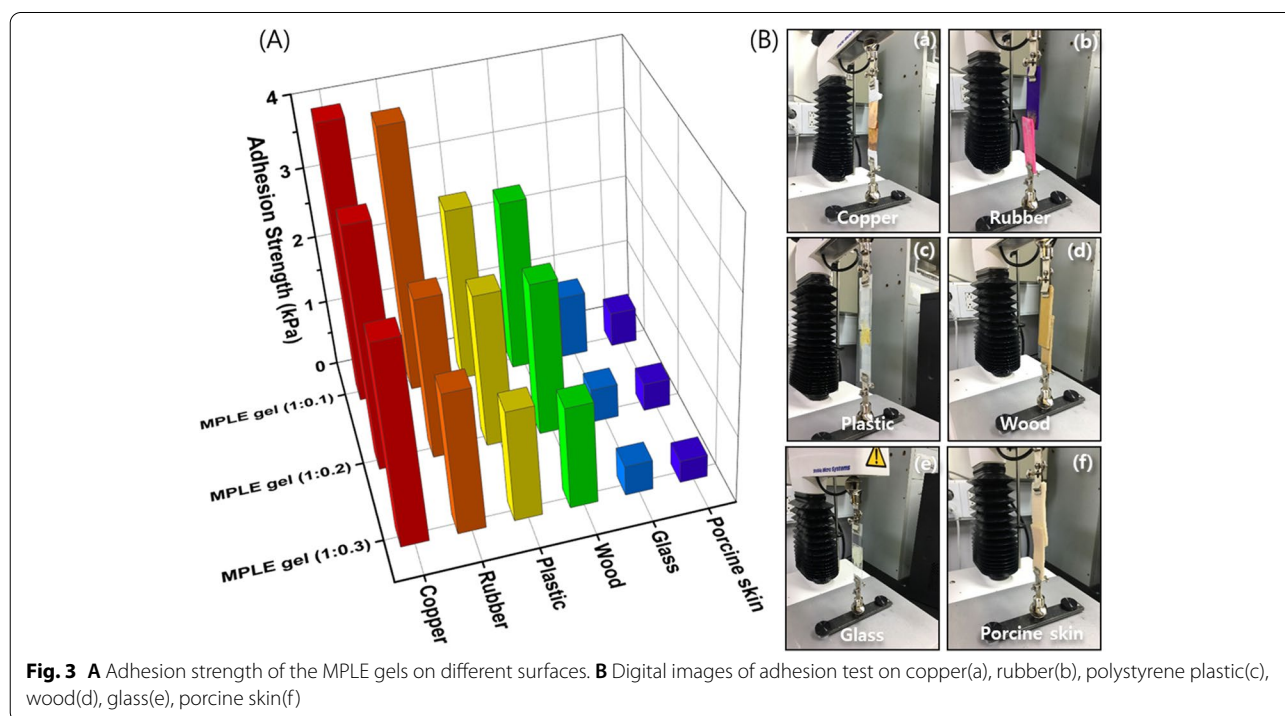 (A)
Adhesion Strength (kPa)
4
3
2
1
0
MPLE gel (1:0.1)
MPLE gel (1:0.2)
MPLE gel (1:0.3)
Copper
Rubber
Plastic
Wood
Glass
Porcine skin
(B)
(a)
Copper
(b)
Rubber
(c)
Plastic
(d)
Wood
(e)
Glass
(f)
Porcine skin
Fig. 3 A Adhesion strength of the MPLE gels on different surfaces. B Digital images of adhesion test on copper(a), rubber(b), polystyrene plastic(c),
wood(d), glass(e), porcine skin(f)